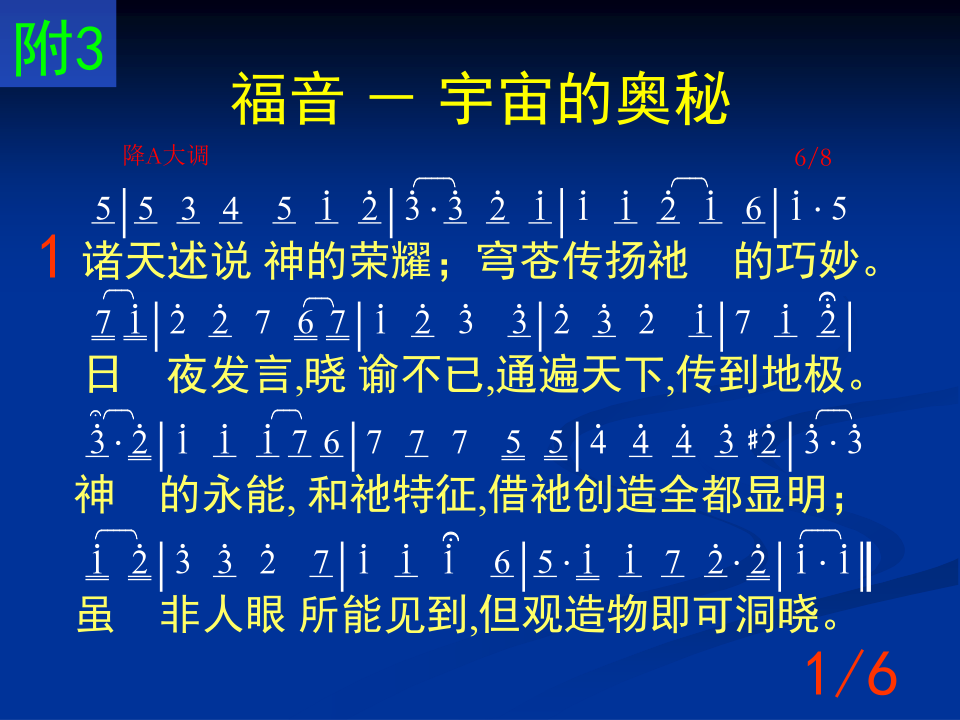 附3
福音 － 宇宙的奥秘
降A大调 6/8
5|5 3 4 5 i 2̇|3̇·3̇ 2̇ i|i i 2̇ i 6|i·5
1 诸天述说 神的荣耀；穹苍传扬祂 的巧妙。
7 i|2̇ 2̇ 7 6 7|i 2̇ 3̇ 3̇|2̇ 3̇ 2̇ i|7 i 2̇|
日 夜发言,晓 谕不已,通遍天下,传到地极。
3̇·2̇|i i i 7 6|7 7 7 5 5|4̇ 4̇ 4̇ 3̇ #2̇|3̇·3̇
神 的永能, 和祂特征,借祂创造全都显明；
i 2̇|3̇ 3̇ 2̇ 7|i i i 6|5·i i 7 2̇·2̇|i·i‖
虽 非人眼 所能见到,但观造物即可洞晓。
1/6